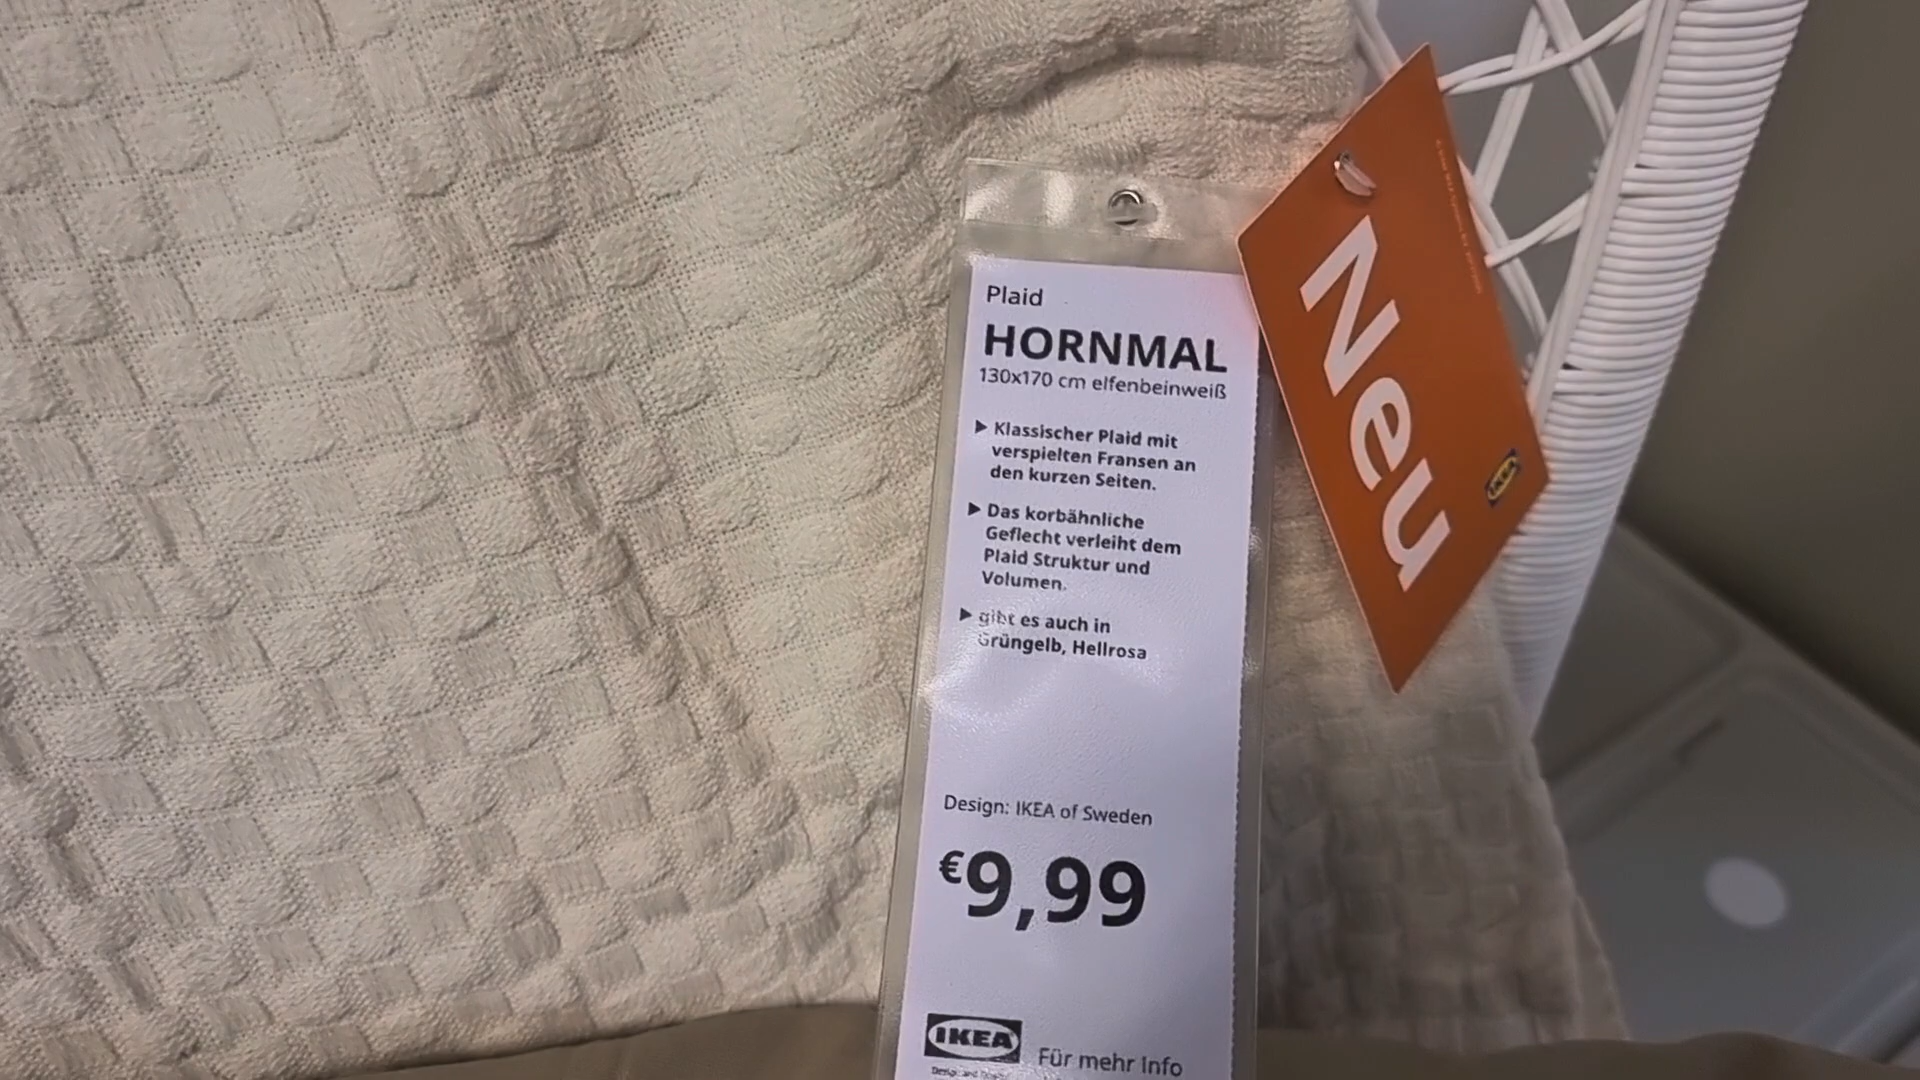 Plaid
HORNMAL
130x170 cm elfenbeinweiß
▶ Klassischer Plaid mit
verspielten Fransen an
den kurzen Seiten.
▶ Das korbähnliche
Geflecht verleiht dem
Plaid Struktur und
Volumen.
▶ gibt es auch in
Grüngelb, Hellrosa
Design: IKEA of Sweden
€9,99
IKEA
Für mehr Info
Neu
IKEA